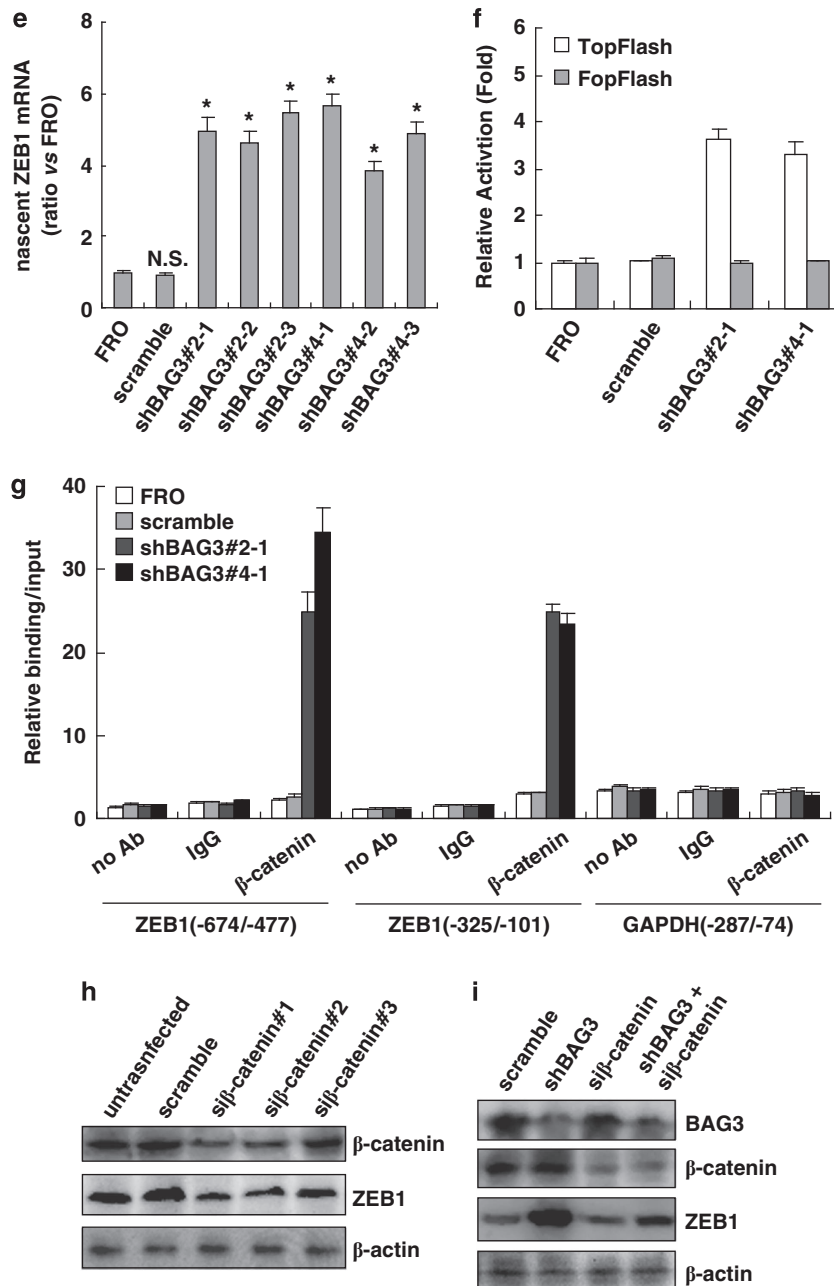 e
8
6
4
2
0
nascent ZEB1 mRNA
(ratio vs FRO)
N.S.
*
*
*
*
*
*
FRO
scramble
shBAG3#2-1
shBAG3#2-2
shBAG3#2-3
shBAG3#4-1
shBAG3#4-2
shBAG3#4-3
f
TopFlash
FopFlash
6
5
4
3
2
1
0
Relative Activtion (Fold)
FRO
scramble
shBAG3#2-1
shBAG3#4-1
g
FRO
scramble
shBAG3#2-1
shBAG3#4-1
40
30
20
10
0
Relative binding/input
no Ab
IgG
β-catenin
no Ab
IgG
β-catenin
no Ab
IgG
β-catenin
ZEB1(-674/-477)
ZEB1(-325/-101)
GAPDH(-287/-74)
h
untrasnfected
scramble
siβ-catenin#1
siβ-catenin#2
siβ-catenin#3
β-catenin
ZEB1
β-actin
i
scramble
shBAG3
siβ-catenin
shBAG3 +
siβ-catenin
BAG3
β-catenin
ZEB1
β-actin